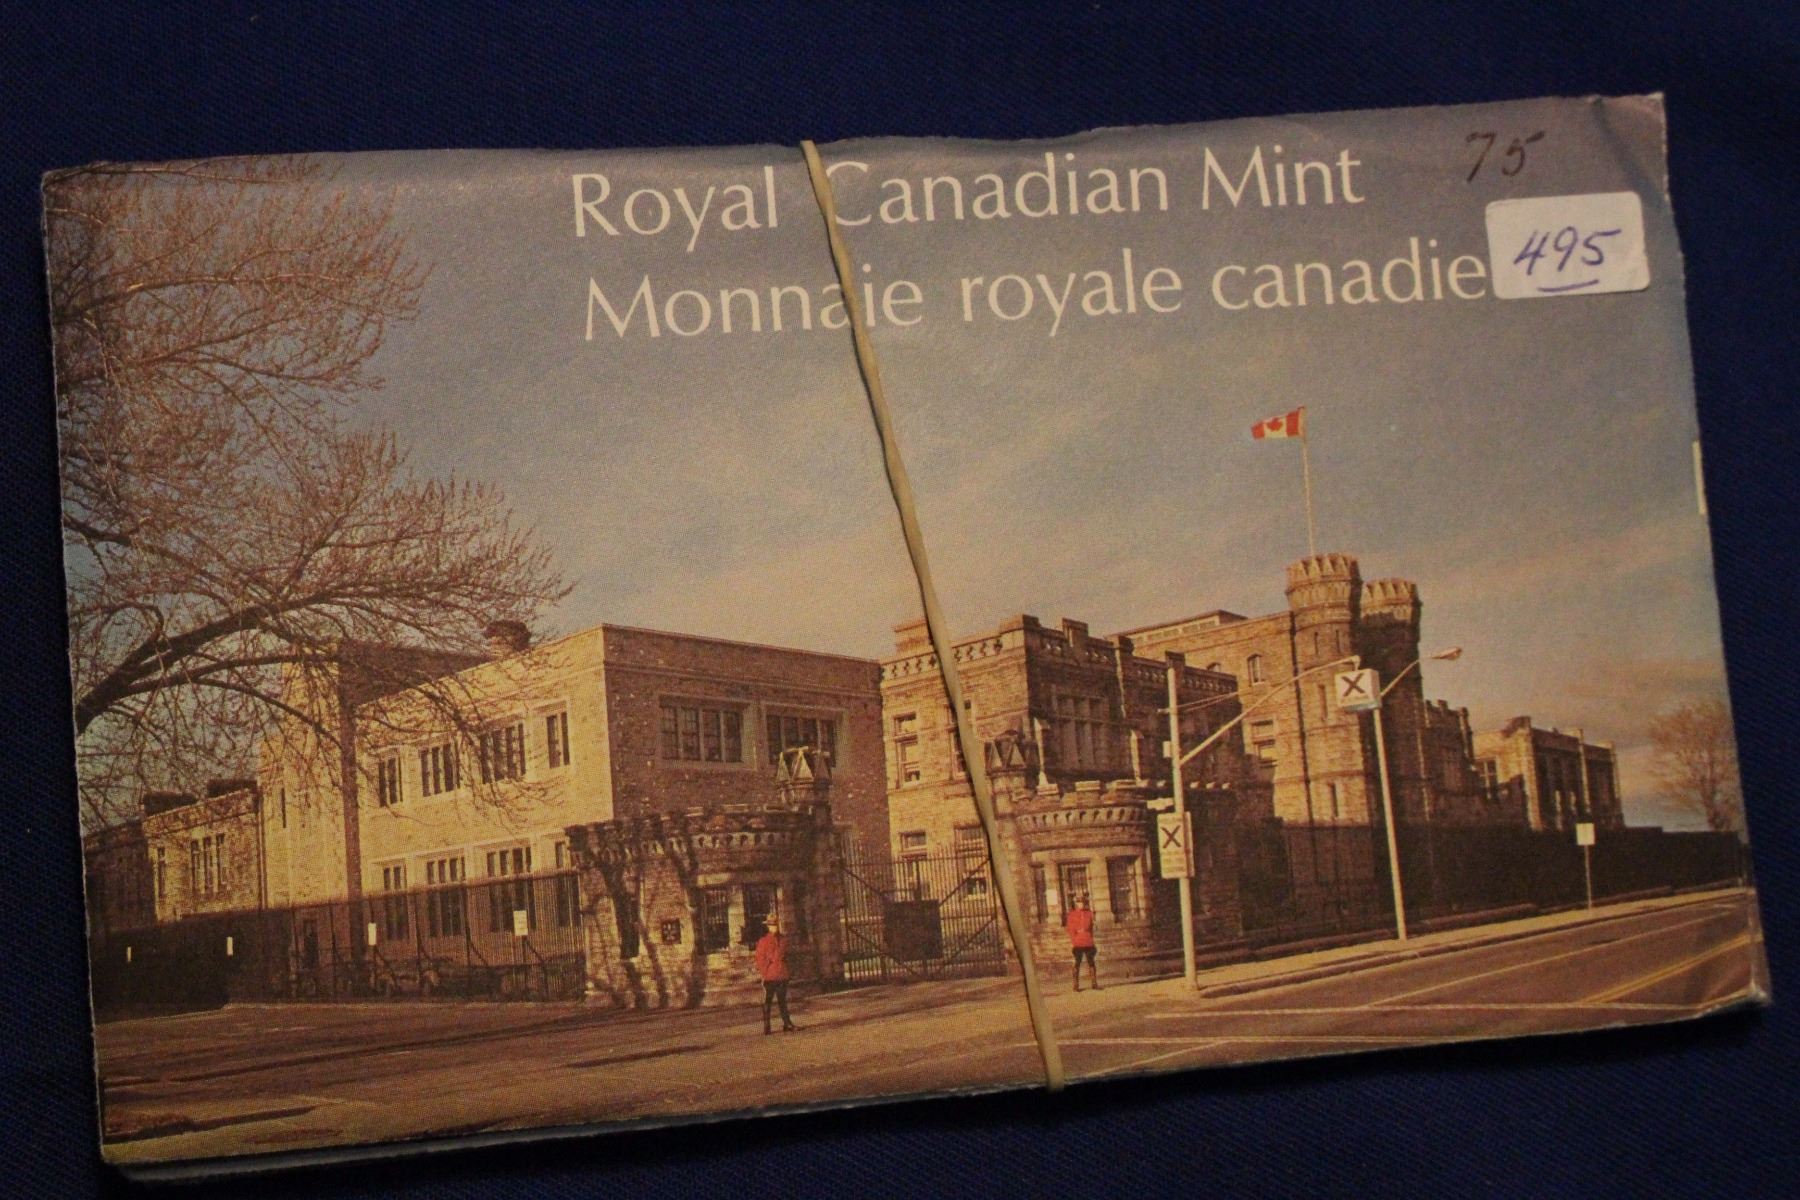 Royal Canadian Mint
75
Monnaie royale canadie
495
X
X